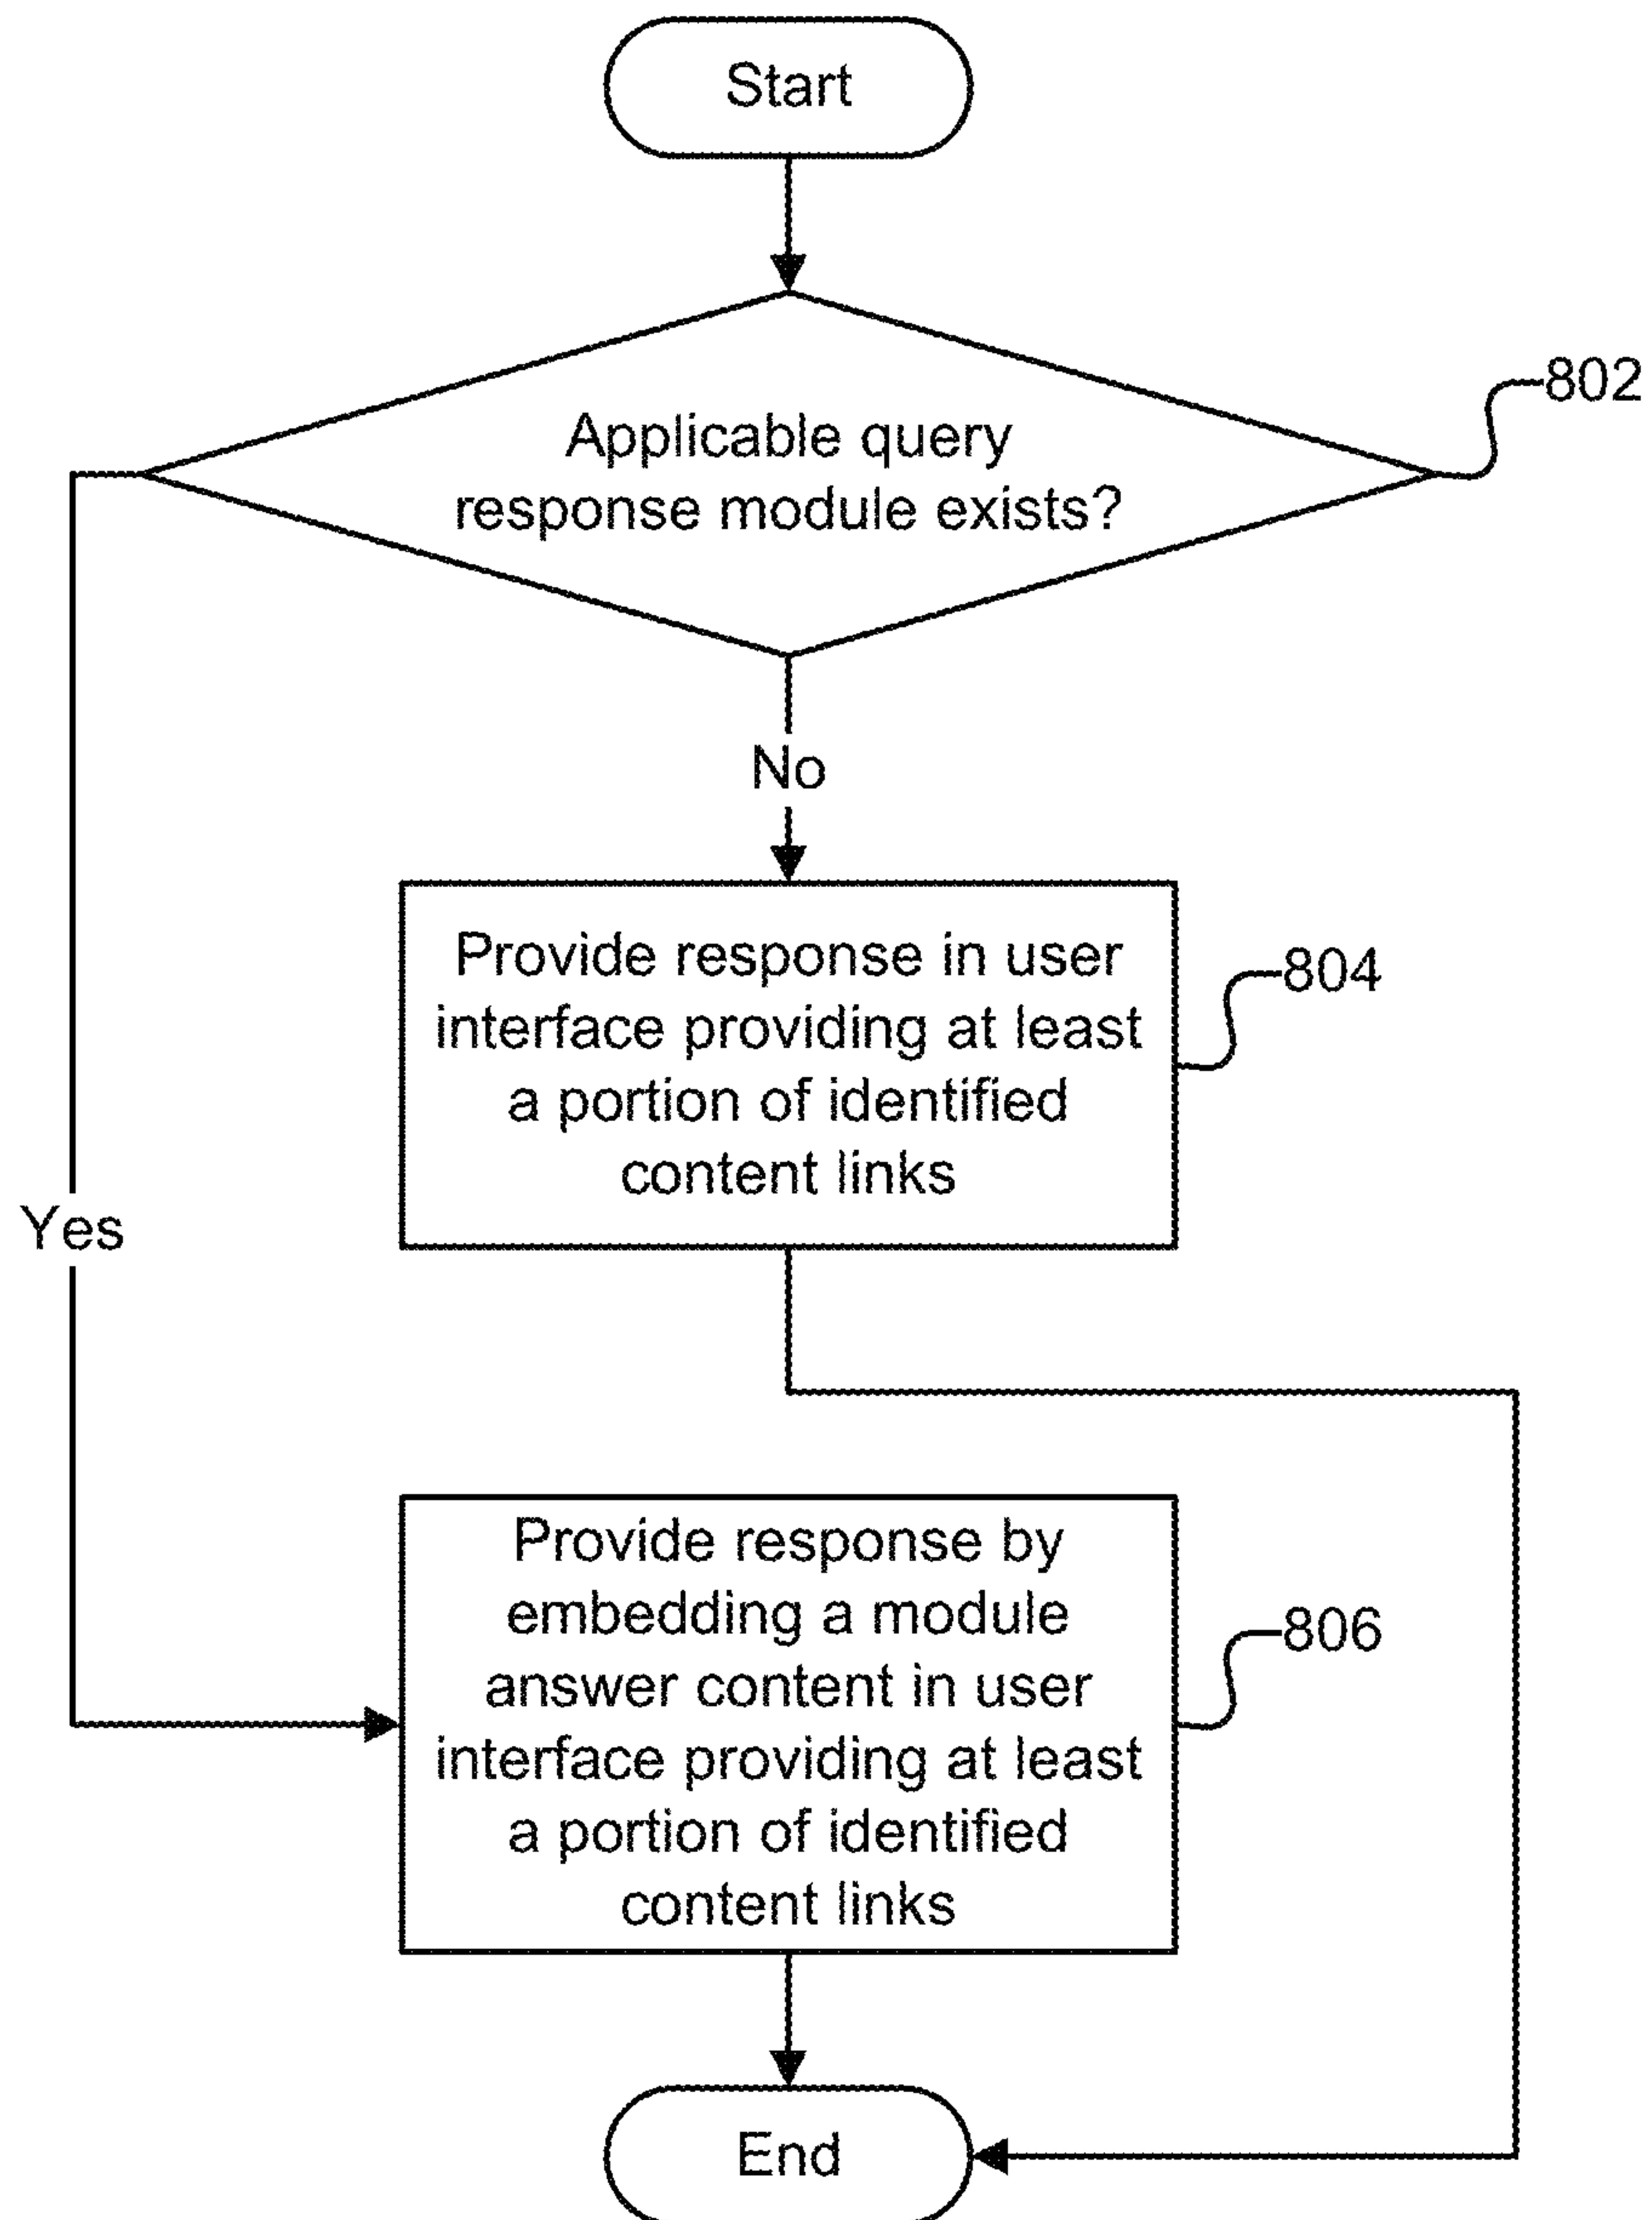 Start
Applicable query
response module exists?
802
No
Provide response in user
interface providing at least
a portion of identified
content links
804
Yes
Provide response by
embedding a module
answer content in user
interface providing at least
a portion of identified
content links
806
End